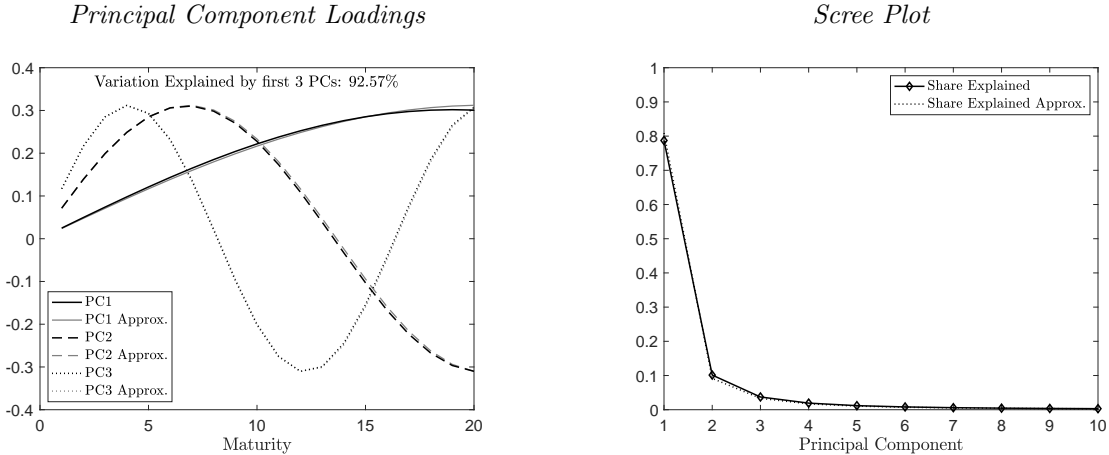 Principal Component Loadings
Variation Explained by first 3 PCs: 92.57%
0.4
0.3
0.2
0.1
0
-0.1
-0.2
-0.3
-0.4
PC1
PC1 Approx.
PC2
PC2 Approx.
PC3
PC3 Approx.
0 5 10 15 20
Maturity
Scree Plot
Share Explained
Share Explained Approx.
1
0.9
0.8
0.7
0.6
0.5
0.4
0.3
0.2
0.1
0
1 2 3 4 5 6 7 8 9 10
Principal Component